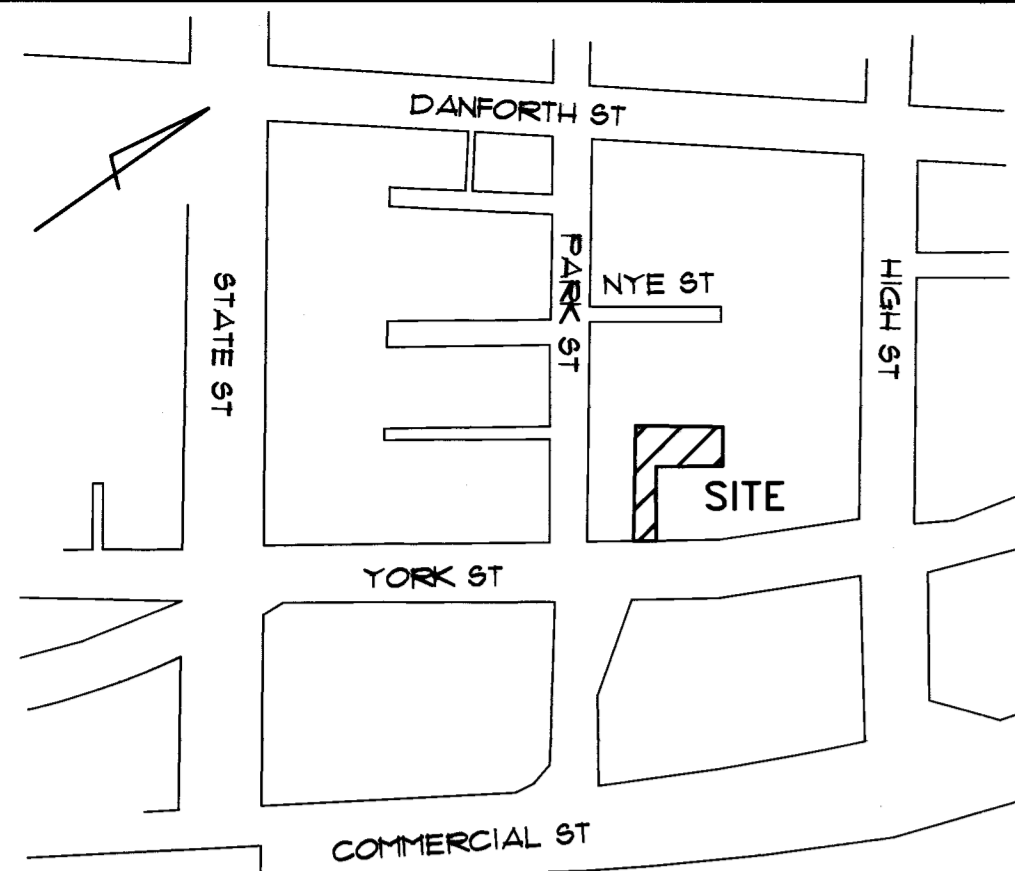 DANFORTH ST
PARK ST
NYE ST
HIGH ST
STATE ST
SITE
YORK ST
COMMERCIAL ST